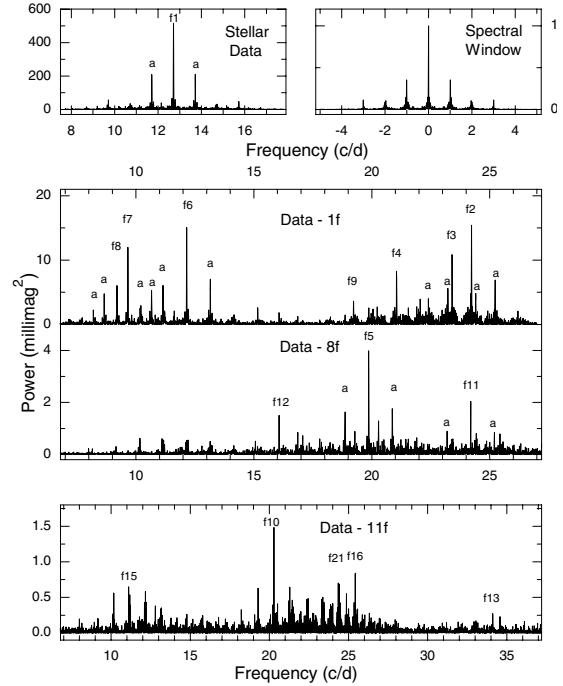 600
400
200
0
f1
a
a
Stellar
Data
8 10 12 14 16
Frequency (c/d)
Spectral
Window
1
0
-4 -2 0 2 4
Frequency (c/d)
10 15 20 25
20
10
0
Data - 1f
a
a
f8
f7
a
a
a
f6
a
f9
f4
a
a
f3
f2
a
a
Power (millimag²)
4
2
0
Data - 8f
f12
a
f5
a
a
f11
a
10 15 20 25
1.5
1.0
0.5
0.0
Data - 11f
f15
f10
f21
f16
f13
10 15 20 25 30 35
Frequency (c/d)